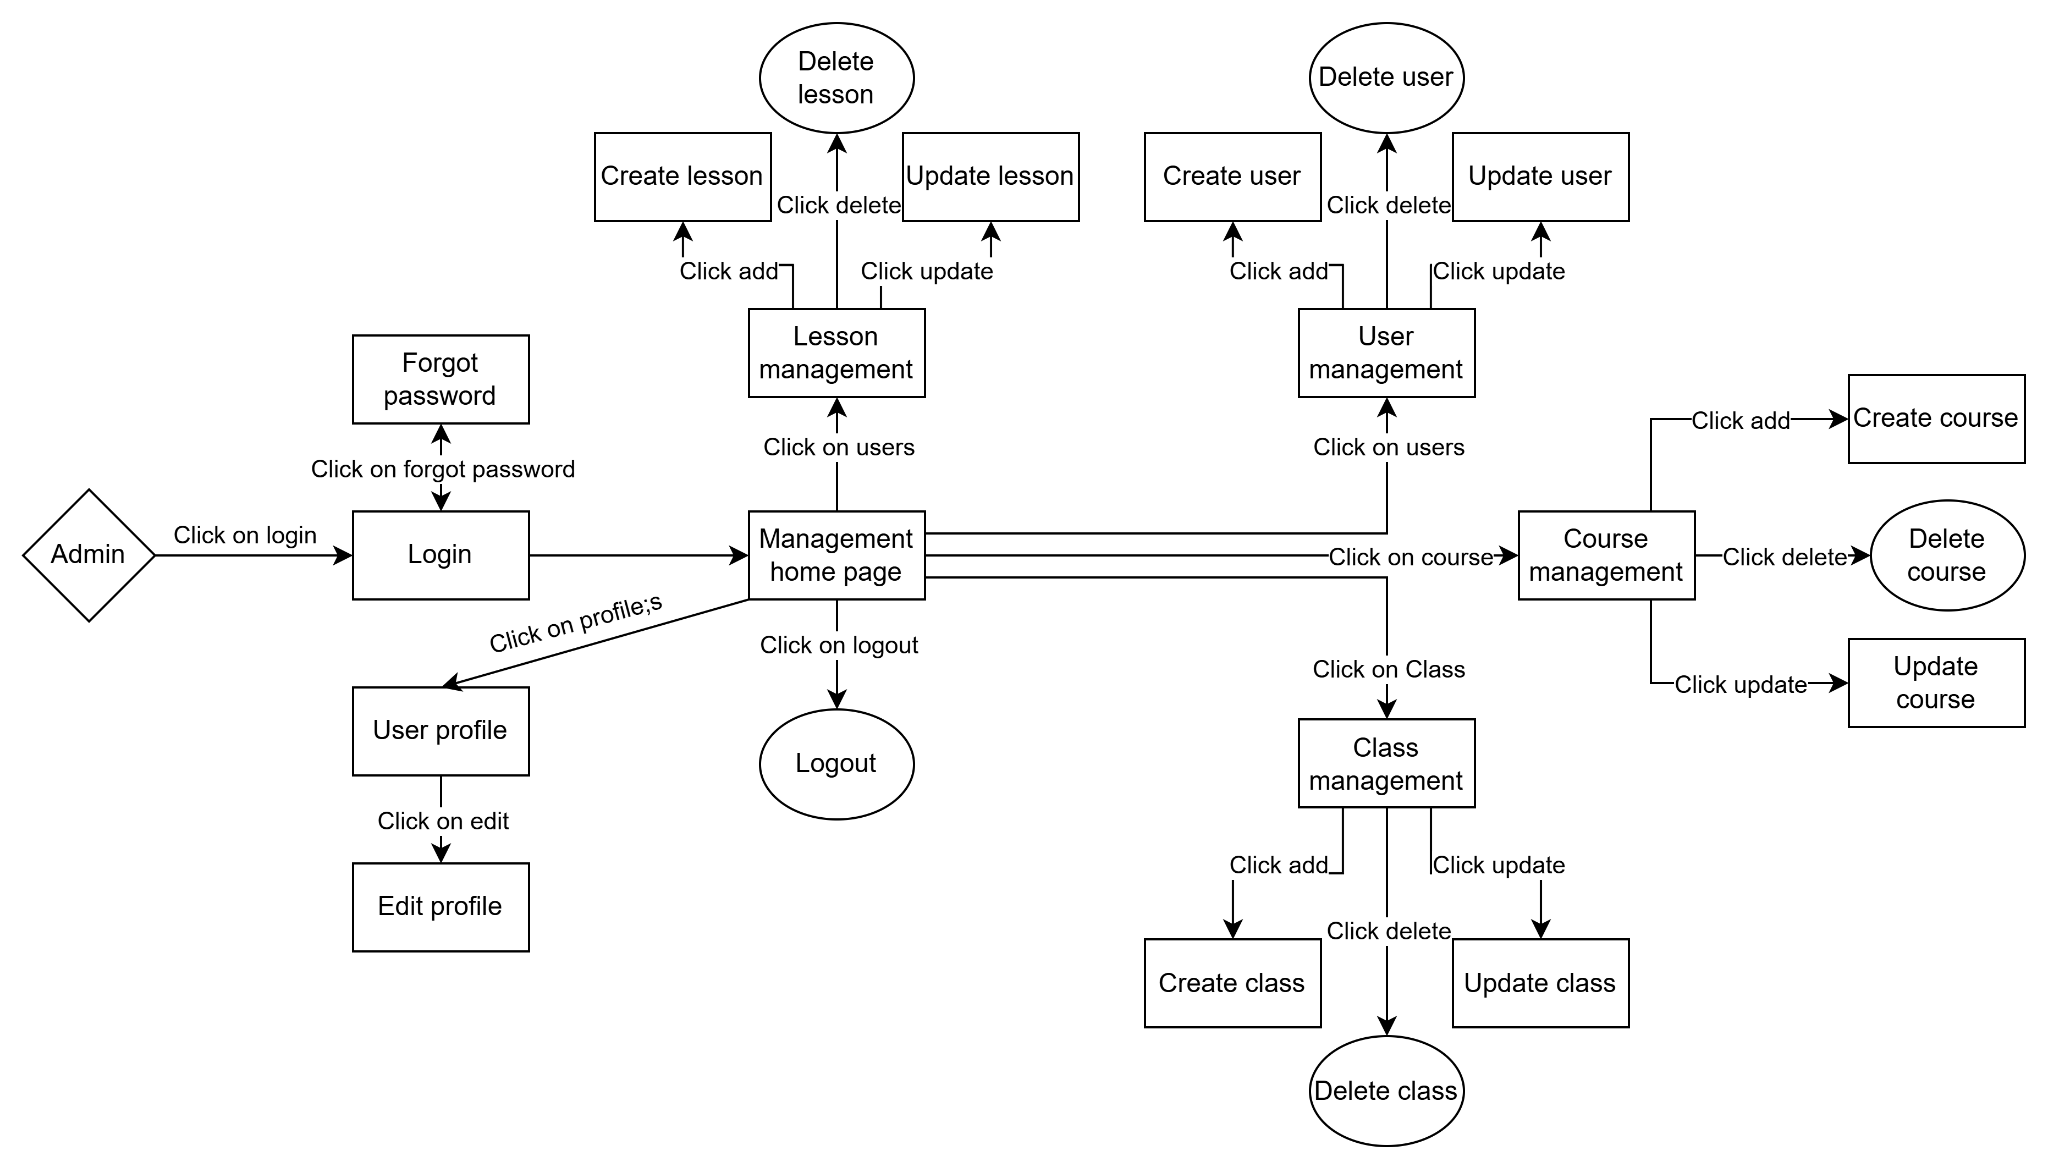 Delete
lesson
Delete user
Create lesson
Update lesson
Create user
Update user
Click delete
Click delete
Click add
Click update
Click add
Click update
Lesson
management
User
management
Forgot
password
Click add
Create course
Click on users
Click on users
Click on forgot password
Admin
Click on login
Login
Management
home page
Click on course
Course
management
Click delete
Delete
course
Click on profile;s
Click on logout
Click on Class
Click update
Update
course
User profile
Logout
Class
management
Click on edit
Click add
Click update
Edit profile
Click delete
Create class
Update class
Delete class